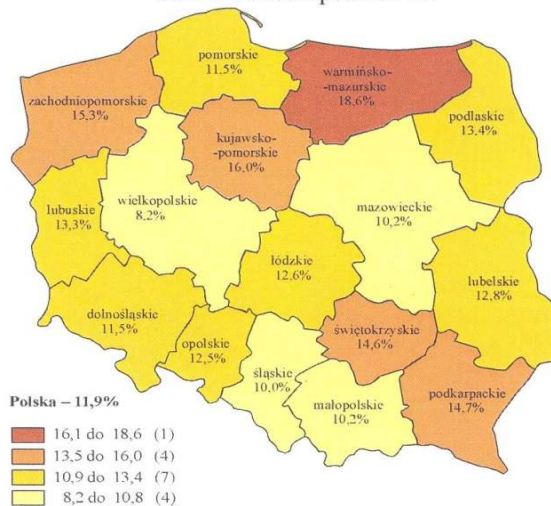 pomorskie
11,5%
warmińsko-
-mazurskie
18,6%
zachodniopomorskie
15,3%
podlaskie
13,4%
kujawsko-
-pomorskie
16,0%
wielkopolskie
8,2%
mazowieckie
10,2%
lubuskie
13,3%
łódzkie
12,6%
lubelskie
12,8%
dolnośląskie
11,5%
opolskie
12,5%
świętokrzyskie
14,6%
śląskie
10,0%
małopolskie
10,2%
podkarpackie
14,7%
Polska – 11,9%
16,1 do 18,6 (1)
13,5 do 16,0 (4)
10,9 do 13,4 (7)
8,2 do 10,8 (4)